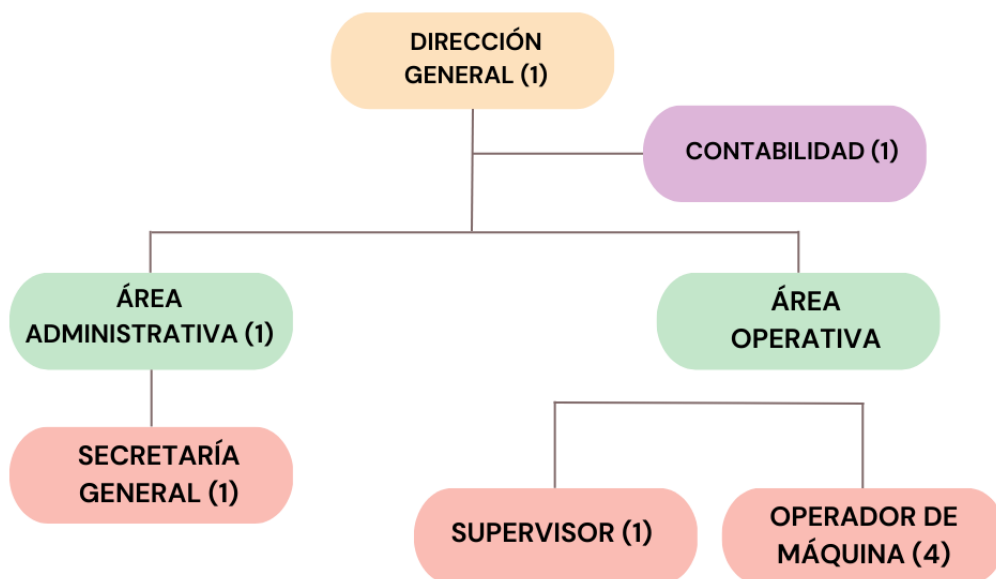 DIRECCIÓN
GENERAL (1)
CONTABILIDAD (1)
ÁREA
ADMINISTRATIVA (1)
ÁREA
OPERATIVA
SECRETARÍA
GENERAL (1)
SUPERVISOR (1)
OPERADOR DE
MÁQUINA (4)